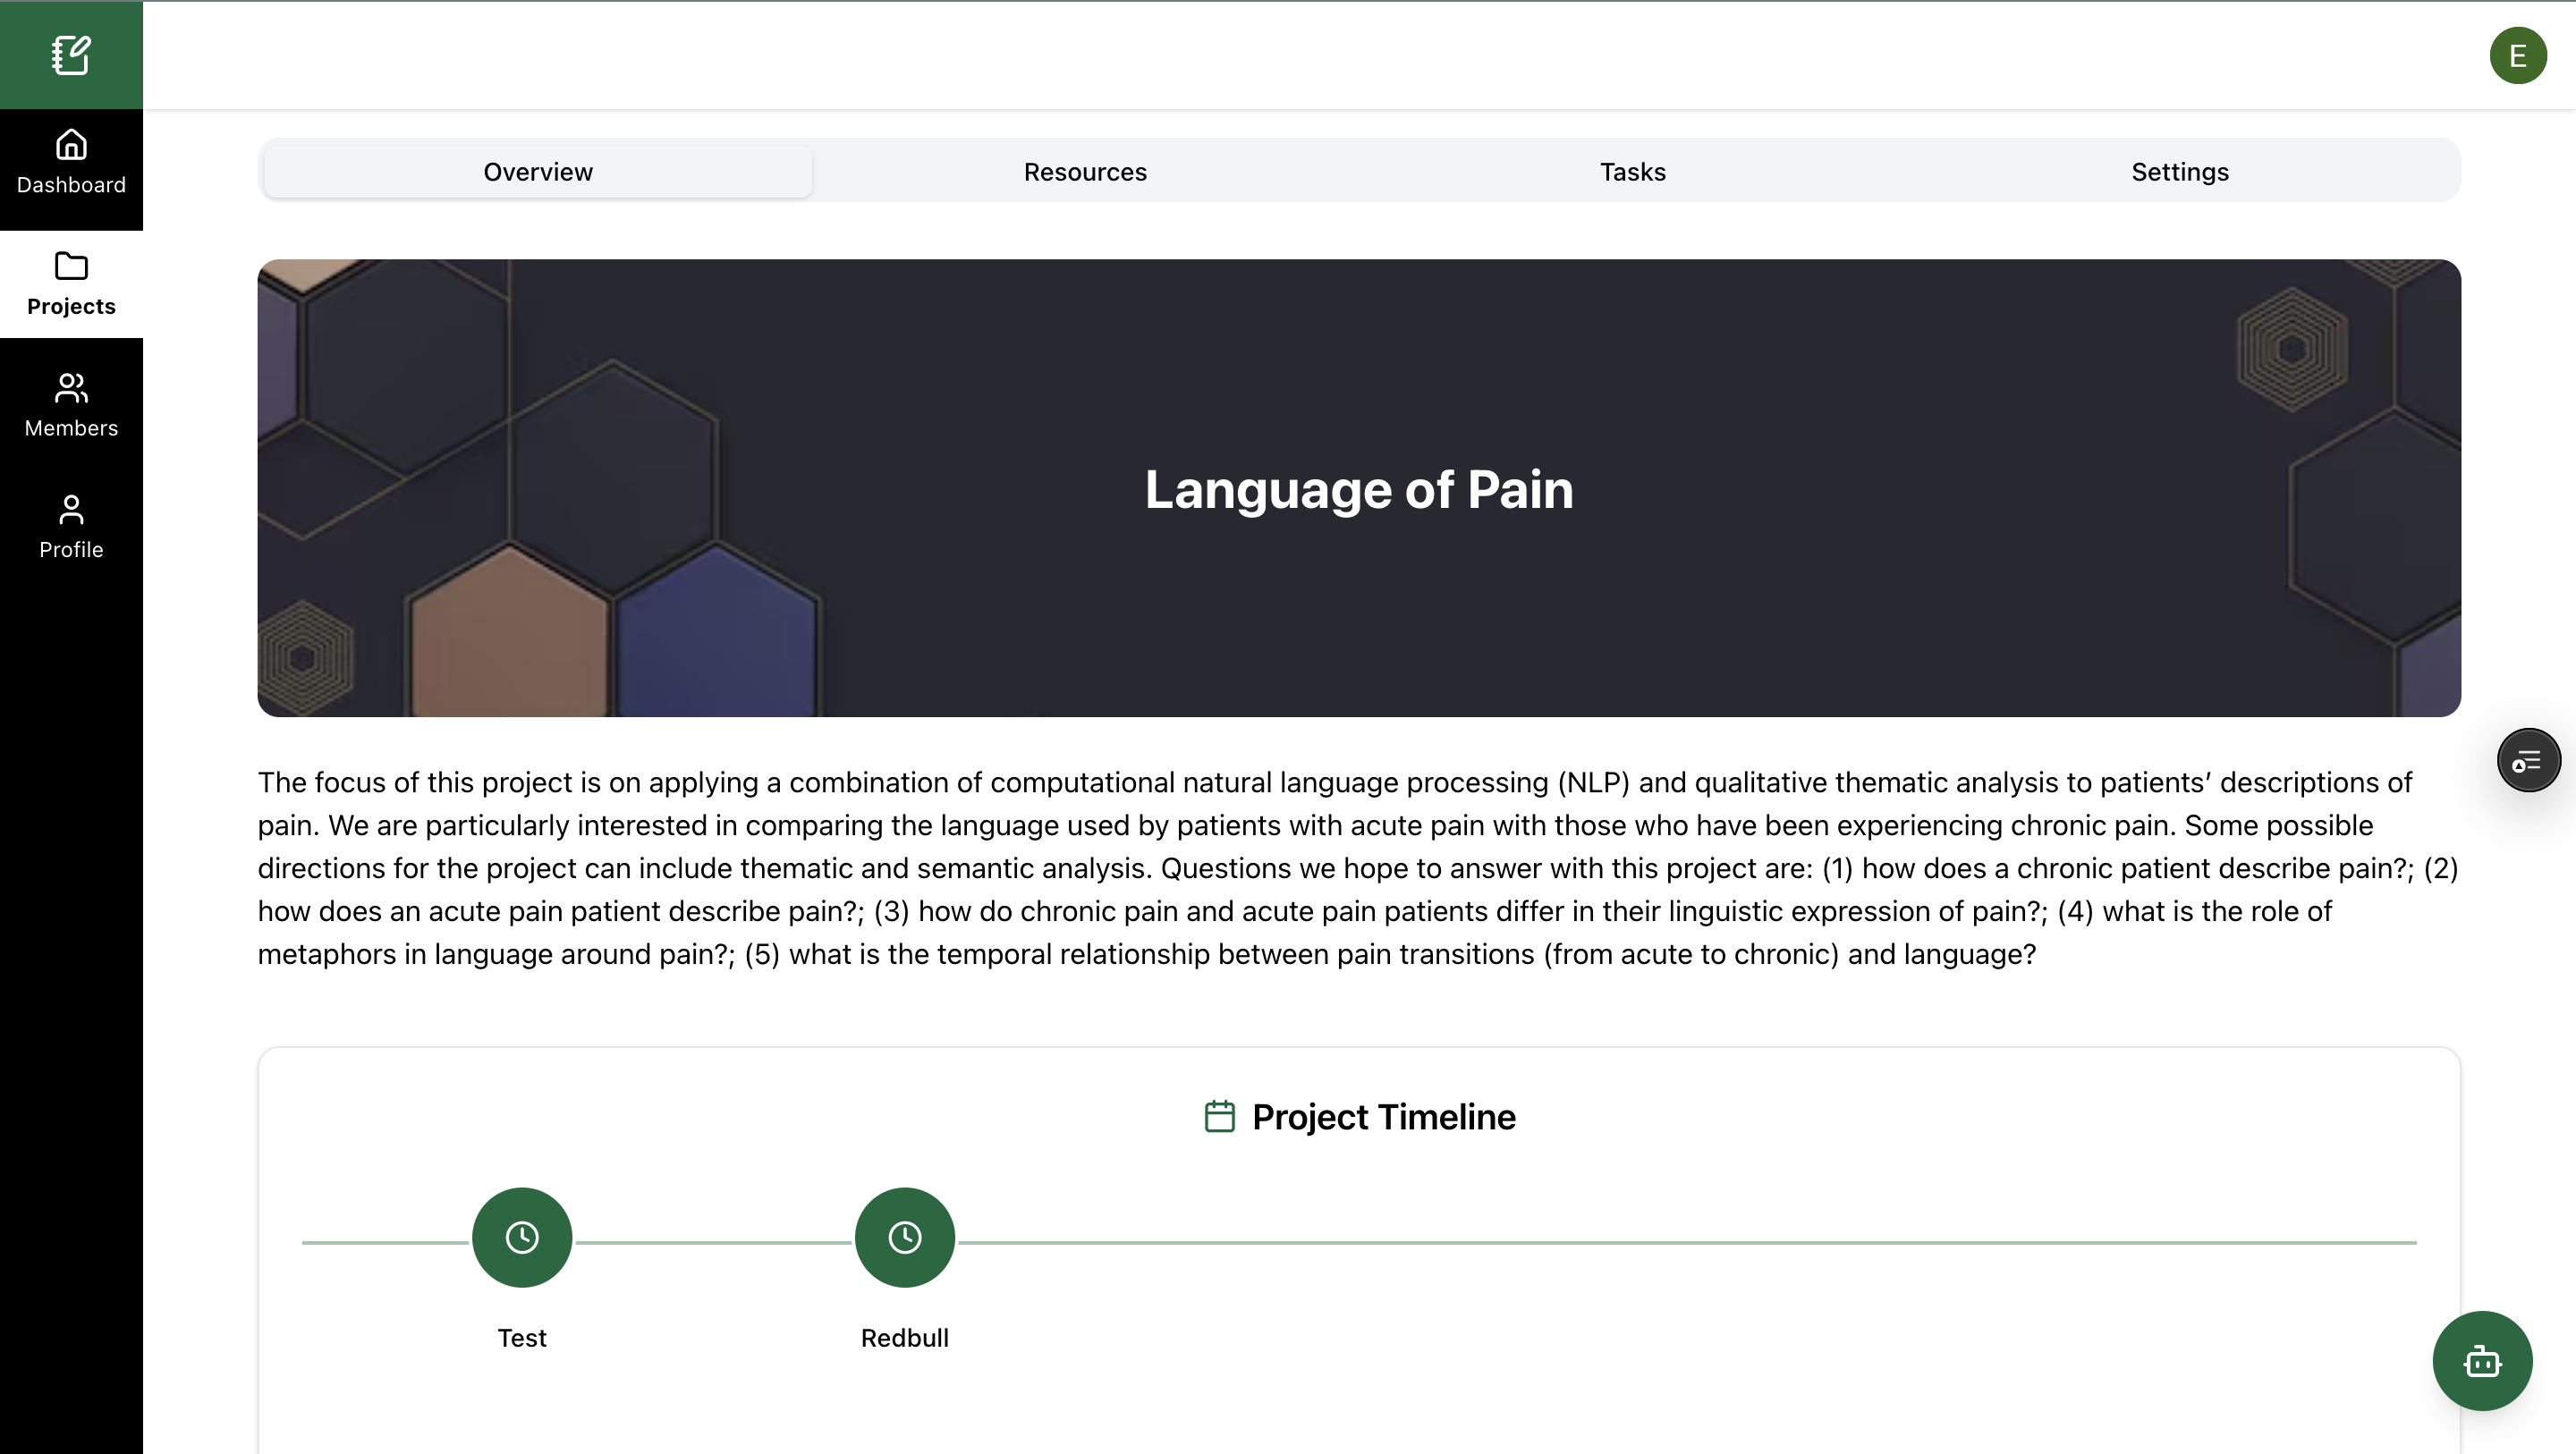 E
Dashboard
Projects
Members
Profile
Overview
Resources
Tasks
Settings
Language of Pain
The focus of this project is on applying a combination of computational natural language processing (NLP) and qualitative thematic analysis to patients’ descriptions of
pain. We are particularly interested in comparing the language used by patients with acute pain with those who have been experiencing chronic pain. Some possible
directions for the project can include thematic and semantic analysis. Questions we hope to answer with this project are: (1) how does a chronic patient describe pain?; (2)
how does an acute pain patient describe pain?; (3) how do chronic pain and acute pain patients differ in their linguistic expression of pain?; (4) what is the role of
metaphors in language around pain?; (5) what is the temporal relationship between pain transitions (from acute to chronic) and language?
Project Timeline
Test
Redbull